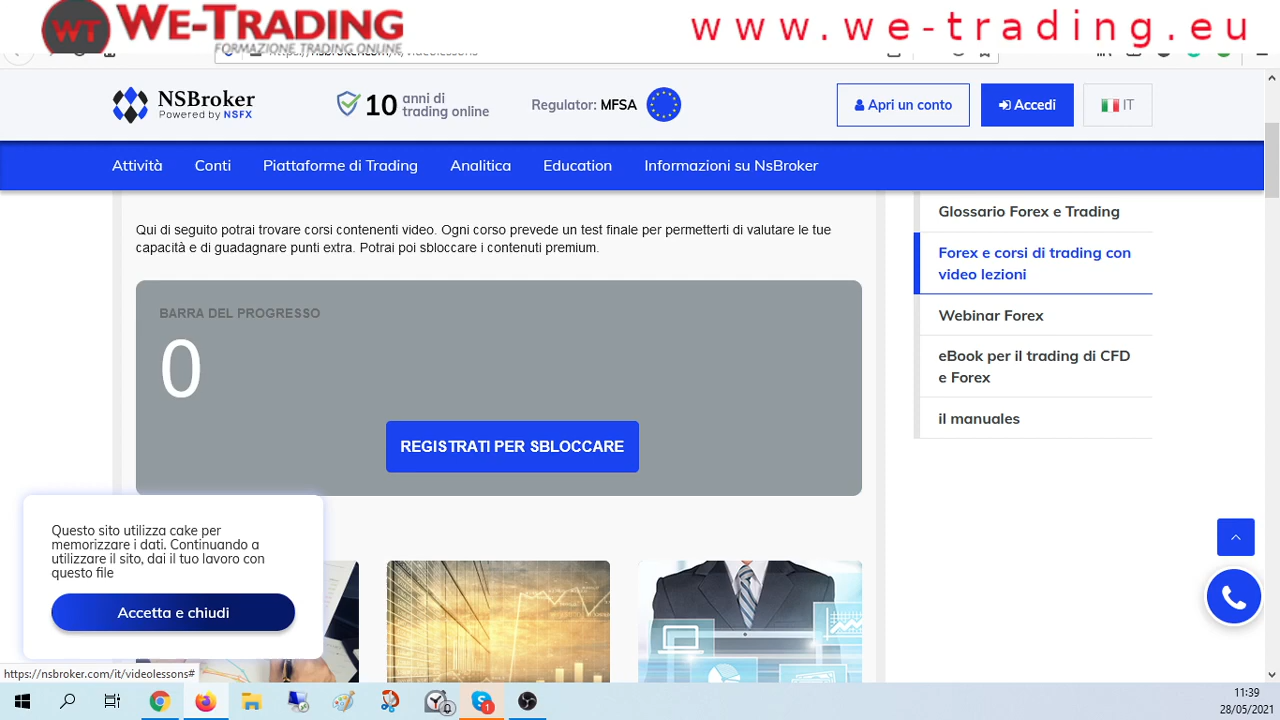 WT WE-TRADING
FORMAZIONE TRADING ONLINE
www.we-trading.eu
NSBroker
Powered by NSFX
10 anni di
trading online
Regulator: MFSA
Apri un conto
Accedi
IT
Attività
Conti
Piattaforme di Trading
Analitica
Education
Informazioni su NsBroker
Qui di seguito potrai trovare corsi contenenti video. Ogni corso prevede un test finale per permetterti di valutare le tue
capacità e di guadagnare punti extra. Potrai poi sbloccare i contenuti premium.
BARRA DEL PROGRESSO
0
REGISTRATI PER SBLOCCARE
Glossario Forex e Trading
Forex e corsi di trading con
video lezioni
Webinar Forex
eBook per il trading di CFD
e Forex
il manuales
Questo sito utilizza cake per
memorizzare i dati. Continuando a
utilizzare il sito, dai il tuo lavoro con
questo file
Accetta e chiudi
https://nsbroker.com/it/videolessons#
1
11:39
28/05/2021